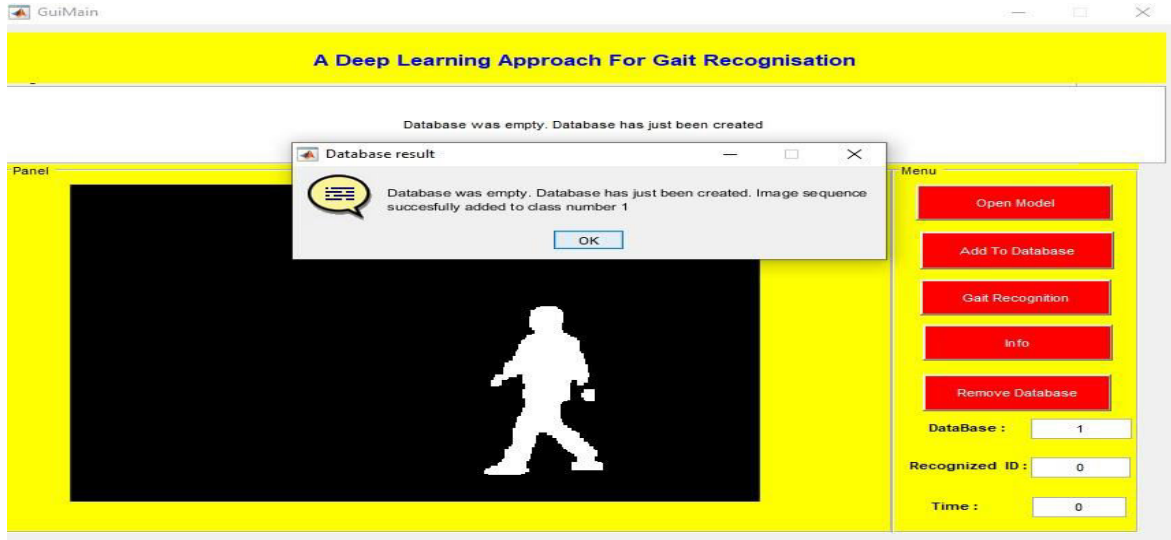 GuiMain
A Deep Learning Approach For Gait Recognisation
Database was empty. Database has just been created
Database result
Database was empty. Database has just been created. Image sequence
succesfully added to class number 1
OK
Panel
Menu
Open Model
Add To Database
Gait Recognition
Info
Remove Database
DataBase : 1
Recognized ID : 0
Time : 0